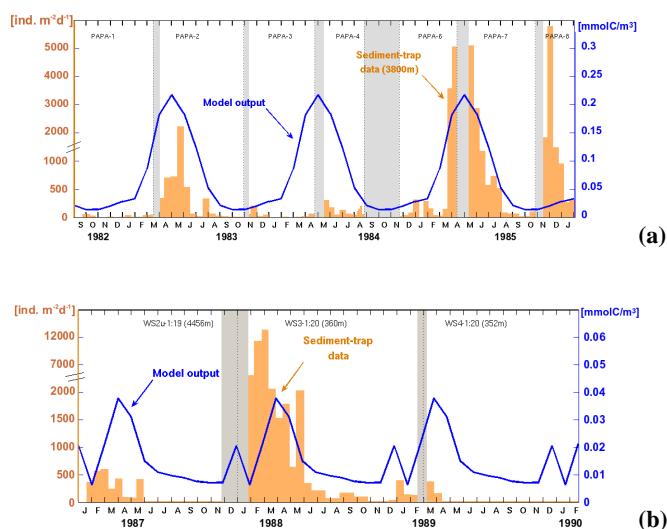 [ind. m-2d-1]
[mmolC/m3]
PAPA-1
PAPA-2
PAPA-3
PAPA-4
PAPA-6
PAPA-7
PAPA-8
5000
4000
3000
2000
1000
500
0
0.3
0.25
0.2
0.15
0.1
0.05
0
Sediment-trap
data (3800m)
Model output
S O N D J F M A M J J A S O N D J F M A M J J A S O N D J F M A M J J A S O N D J
1982 1983 1984 1985
(a)
[ind. m-2d-1]
[mmolC/m3]
WS2u-1:19 (4456m)
WS3-1:20 (360m)
WS4-1:20 (352m)
12000
7000
2000
1500
1000
500
0
0.06
0.05
0.04
0.03
0.02
0.01
0
Sediment-trap
data
Model output
J F M A M J J A S O N D J F M A M J J A S O N D J F M A M J J A S O N D J
1987 1988 1989 1990
(b)